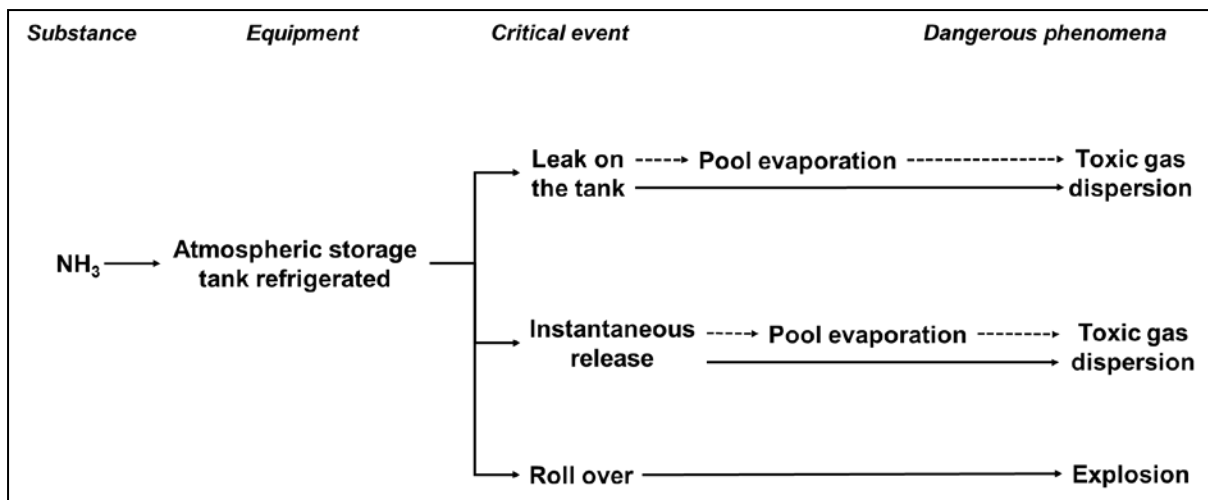 Substance Equipment Critical event Dangerous phenomena
Leak on
the tank
Pool evaporation
Toxic gas
dispersion
NH₃
Atmospheric storage
tank refrigerated
Instantaneous
release
Pool evaporation
Toxic gas
dispersion
Roll over
Explosion